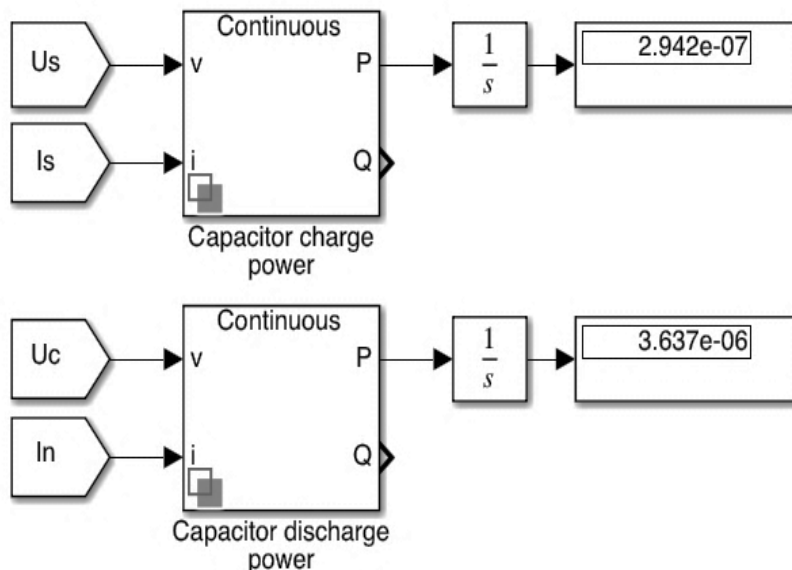 Continuous
Us
v
P
1
s
2.942e-07
Is
i
Q
Capacitor charge
power
Continuous
Uc
v
P
1
s
3.637e-06
In
i
Q
Capacitor discharge
power